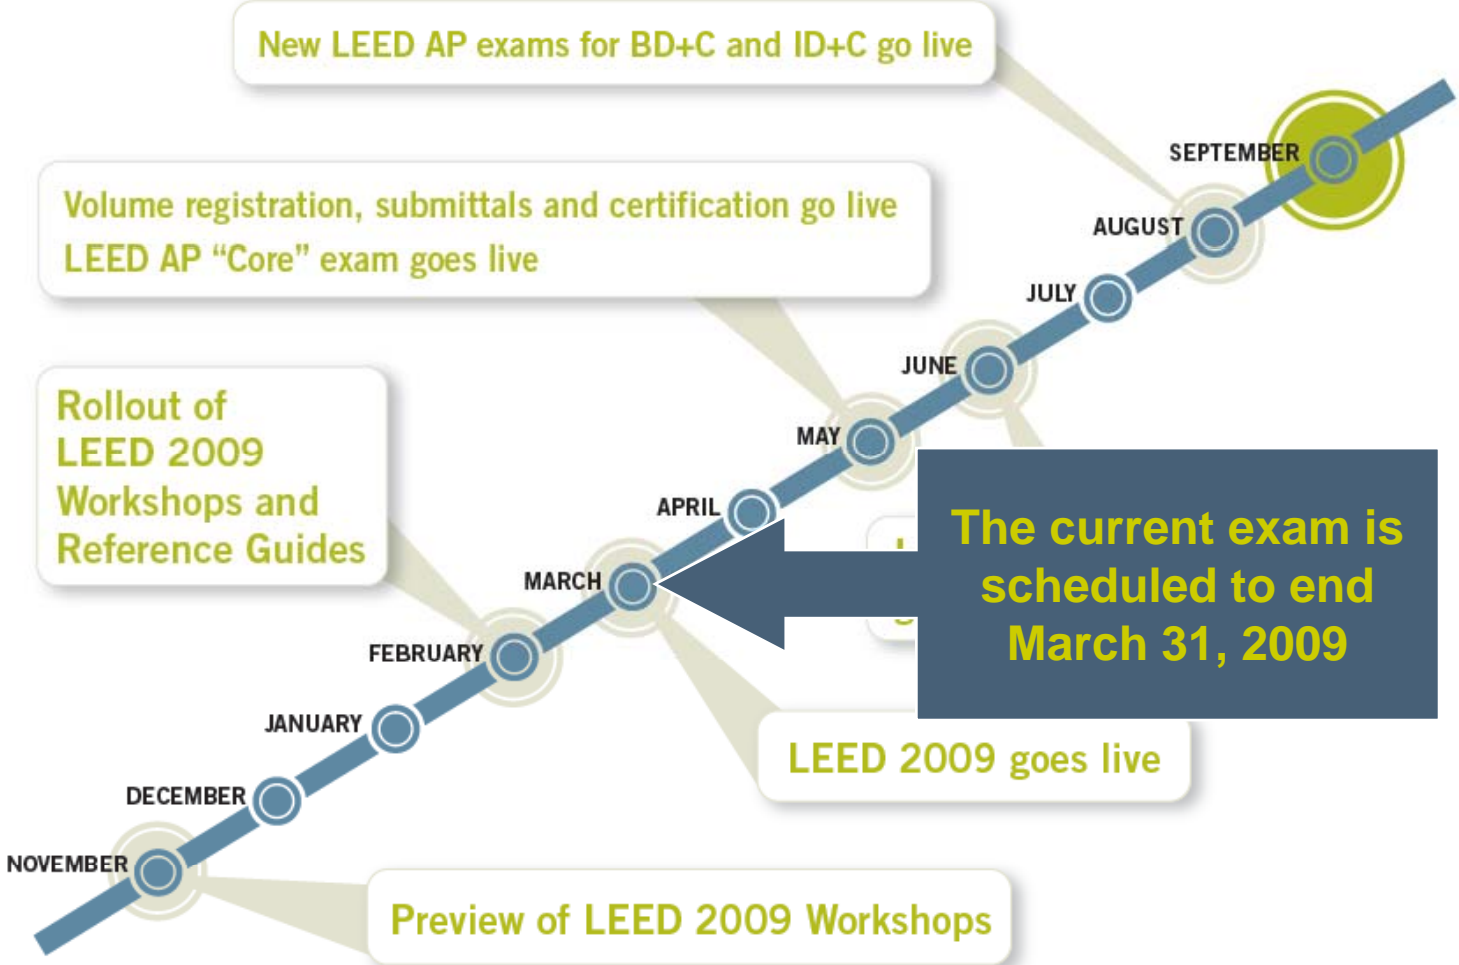 New LEED AP exams for BD+C and ID+C go live
SEPTEMBER
Volume registration, submittals and certification go live
LEED AP “Core” exam goes live
AUGUST
JULY
JUNE
Rollout of
LEED 2009
Workshops and
Reference Guides
MAY
APRIL
The current exam is
scheduled to end
March 31, 2009
MARCH
FEBRUARY
JANUARY
LEED 2009 goes live
DECEMBER
NOVEMBER
Preview of LEED 2009 Workshops